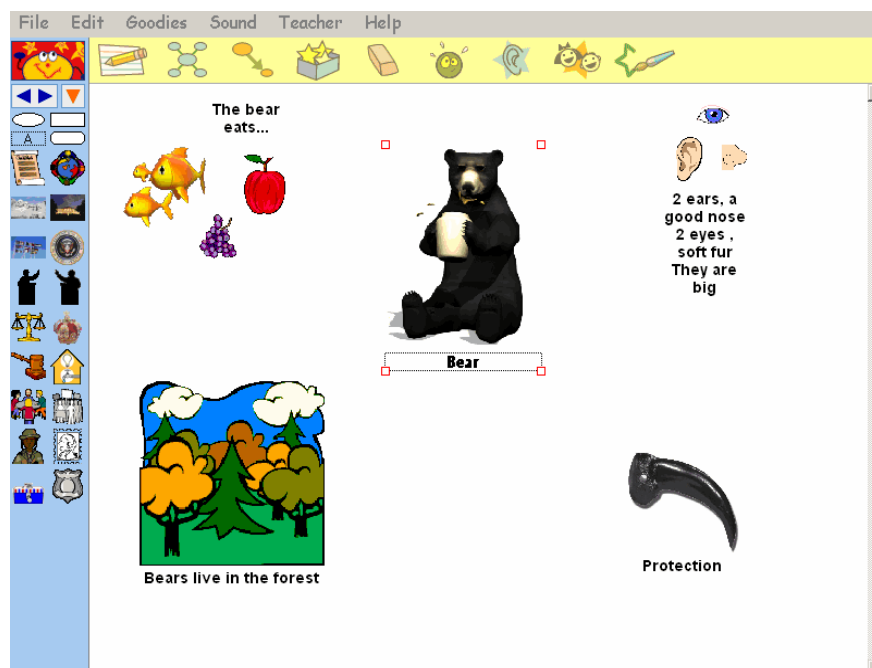 File Edit Goodies Sound Teacher Help
A
The bear
eats...
2 ears, a
good nose
2 eyes ,
soft fur
They are
big
Bear
Bears live in the forest
Protection